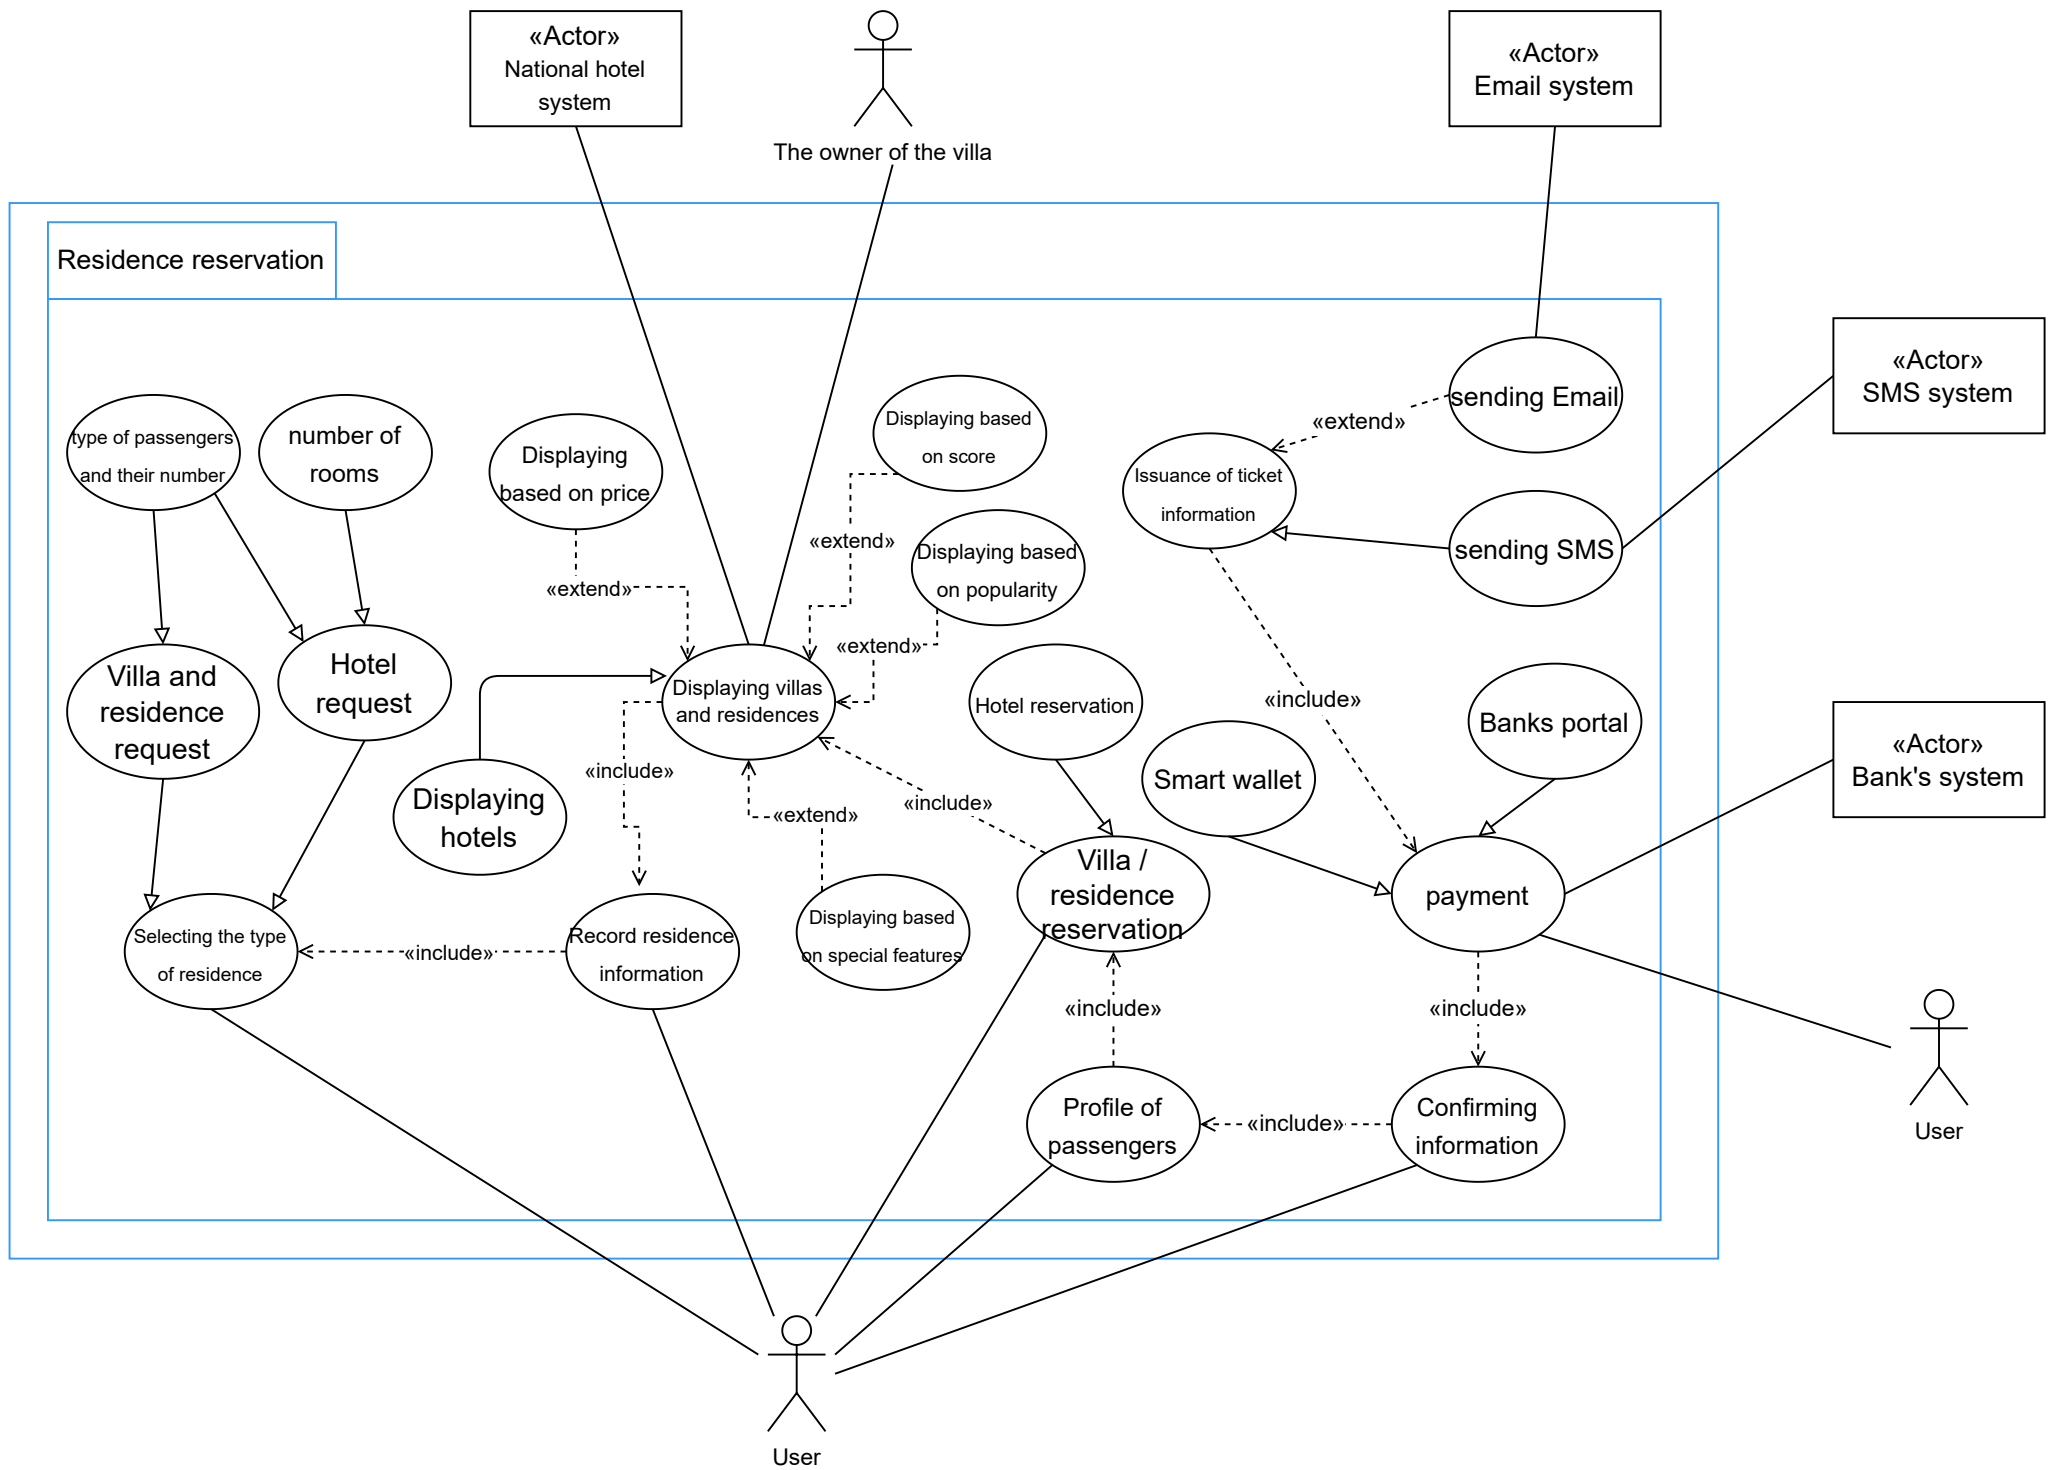 «Actor»
National hotel
system
The owner of the villa
«Actor»
Email system
Residence reservation
«Actor»
SMS system
type of passengers
and their number
number of
rooms
Displaying
based on price
Displaying based
on score
«extend»
sending Email
Issuance of ticket
information
sending SMS
«extend»
«extend»
Displaying based
on popularity
«extend»
Villa and
residence
request
Hotel
request
Displaying villas
and residences
Hotel reservation
«include»
Banks portal
Smart wallet
«Actor»
Bank's system
«include»
Displaying
hotels
«extend»
«include»
Villa /
residence
reservation
payment
Selecting the type
of residence
«include»
Record residence
information
Displaying based
on special features
«include»
«include»
Profile of
passengers
«include»
Confirming
information
User
User